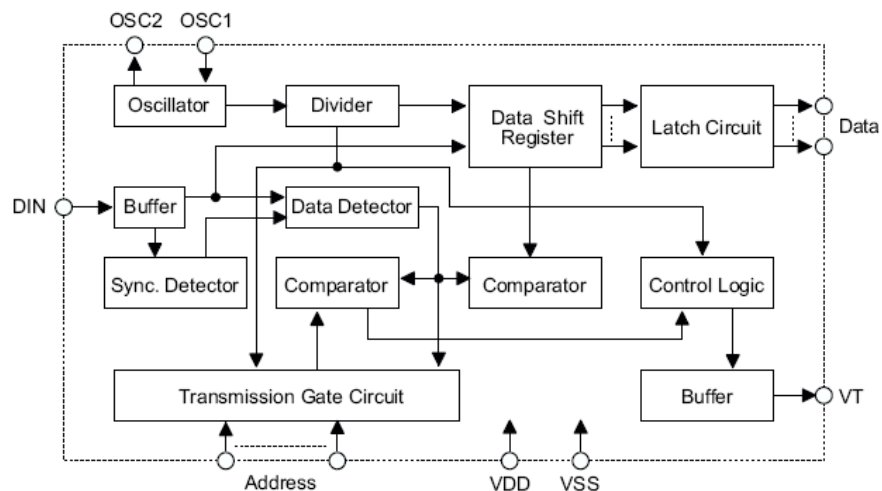 OSC2 OSC1
Oscillator
Divider
Data Shift
Register
Latch Circuit
Data
DIN
Buffer
Data Detector
Sync. Detector
Comparator
Comparator
Control Logic
Transmission Gate Circuit
Buffer
VT
Address
VDD
VSS